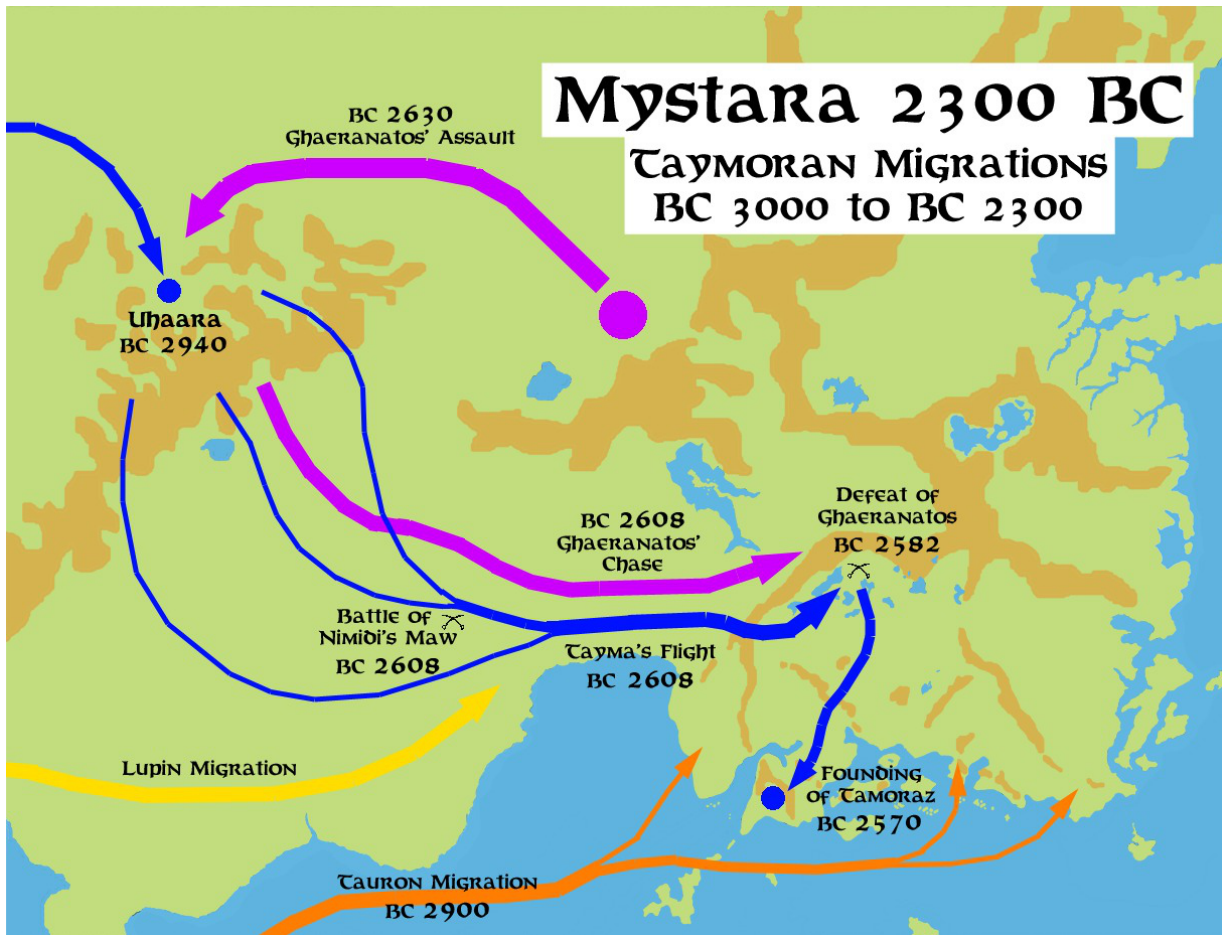 Mystara 2300 BC
Taymoran Migrations
BC 3000 to BC 2300
BC 2630
Ghaeranatos' Assault
Uhaara
BC 2940
Defeat of
Ghaeranatos
BC 2582
BC 2608
Ghaeranatos'
Chase
Battle of
Nimidi's Maw
BC 2608
Tayma's Flight
BC 2608
Lupin Migration
Founding
of Tamoraz
BC 2570
Tauron Migration
BC 2900